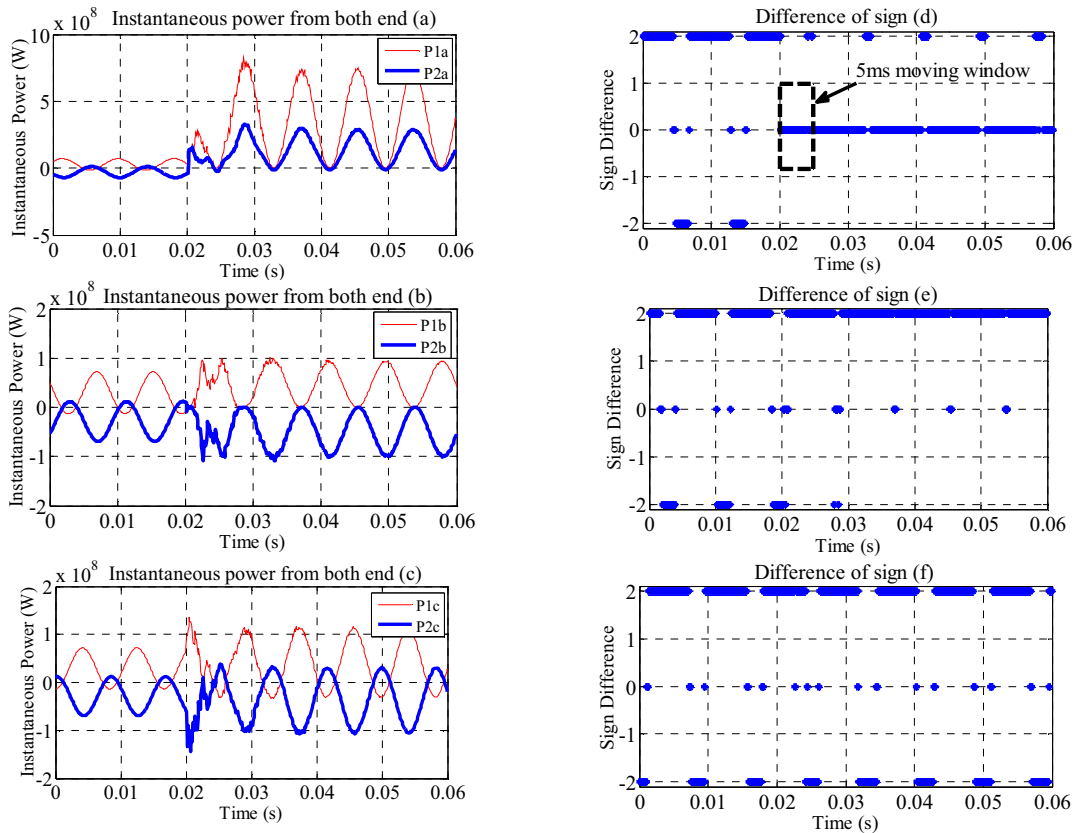 x 10^8 Instantaneous power from both end (a)
Instantaneous Power (W)
10
5
0
-5
P1a
P2a
0 0.01 0.02 0.03 0.04 0.05 0.06
Time (s)
Difference of sign (d)
Sign Difference
2
1
0
-1
-2
5ms moving window
0 0.01 0.02 0.03 0.04 0.05 0.06
Time (s)
x 10^8 Instantaneous power from both end (b)
Instantaneous Power (W)
2
1
0
-1
-2
P1b
P2b
0 0.01 0.02 0.03 0.04 0.05 0.06
Time (s)
Difference of sign (e)
Sign Difference
2
1
0
-1
-2
0 0.01 0.02 0.03 0.04 0.05 0.06
Time (s)
x 10^8 Instantaneous power from both end (c)
Instantaneous Power (W)
2
1
0
-1
-2
P1c
P2c
0 0.01 0.02 0.03 0.04 0.05 0.06
Time (s)
Difference of sign (f)
Sign Difference
2
1
0
-1
-2
0 0.01 0.02 0.03 0.04 0.05 0.06
Time (s)